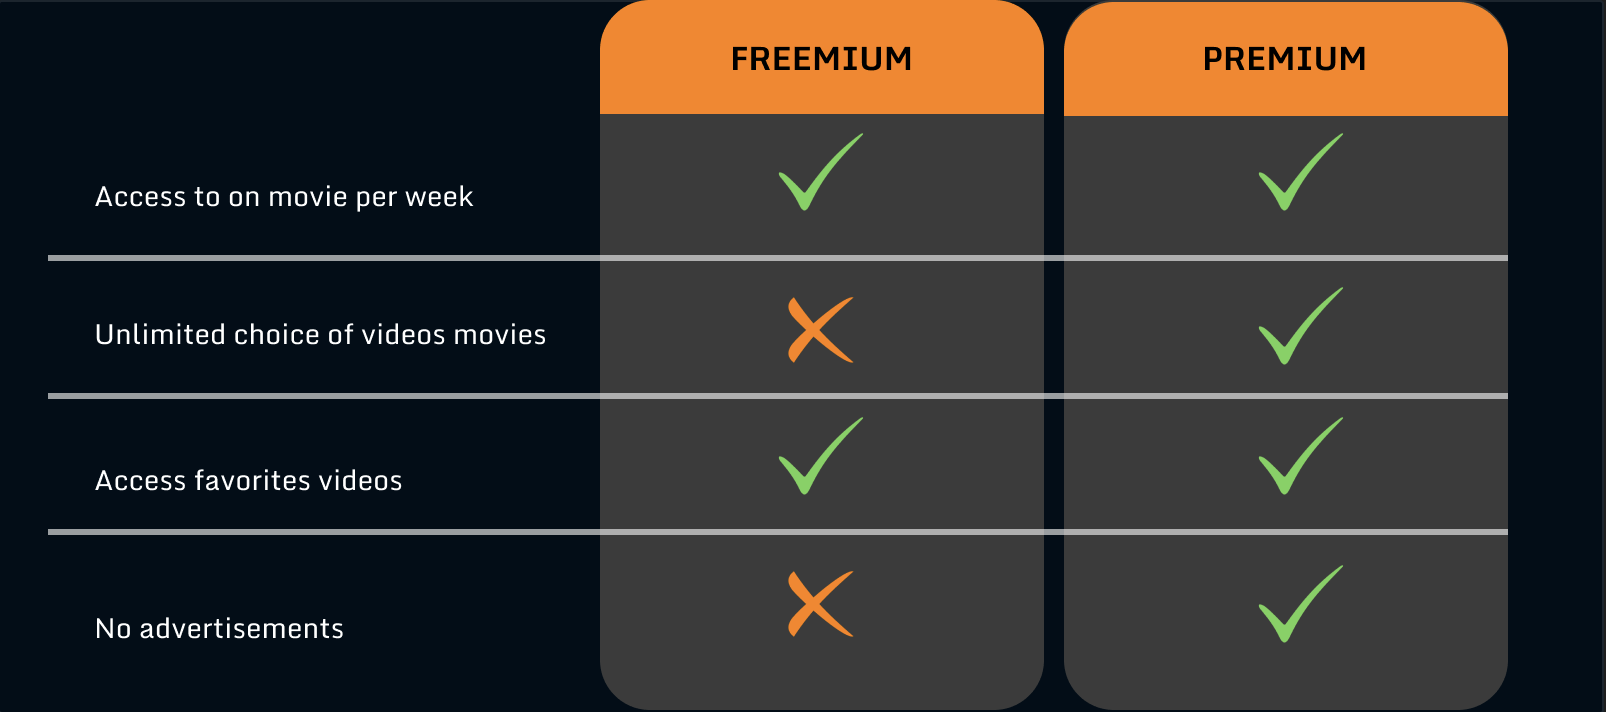 FREEMIUM PREMIUM
Access to on movie per week
Unlimited choice of videos movies
Access favorites videos
No advertisements